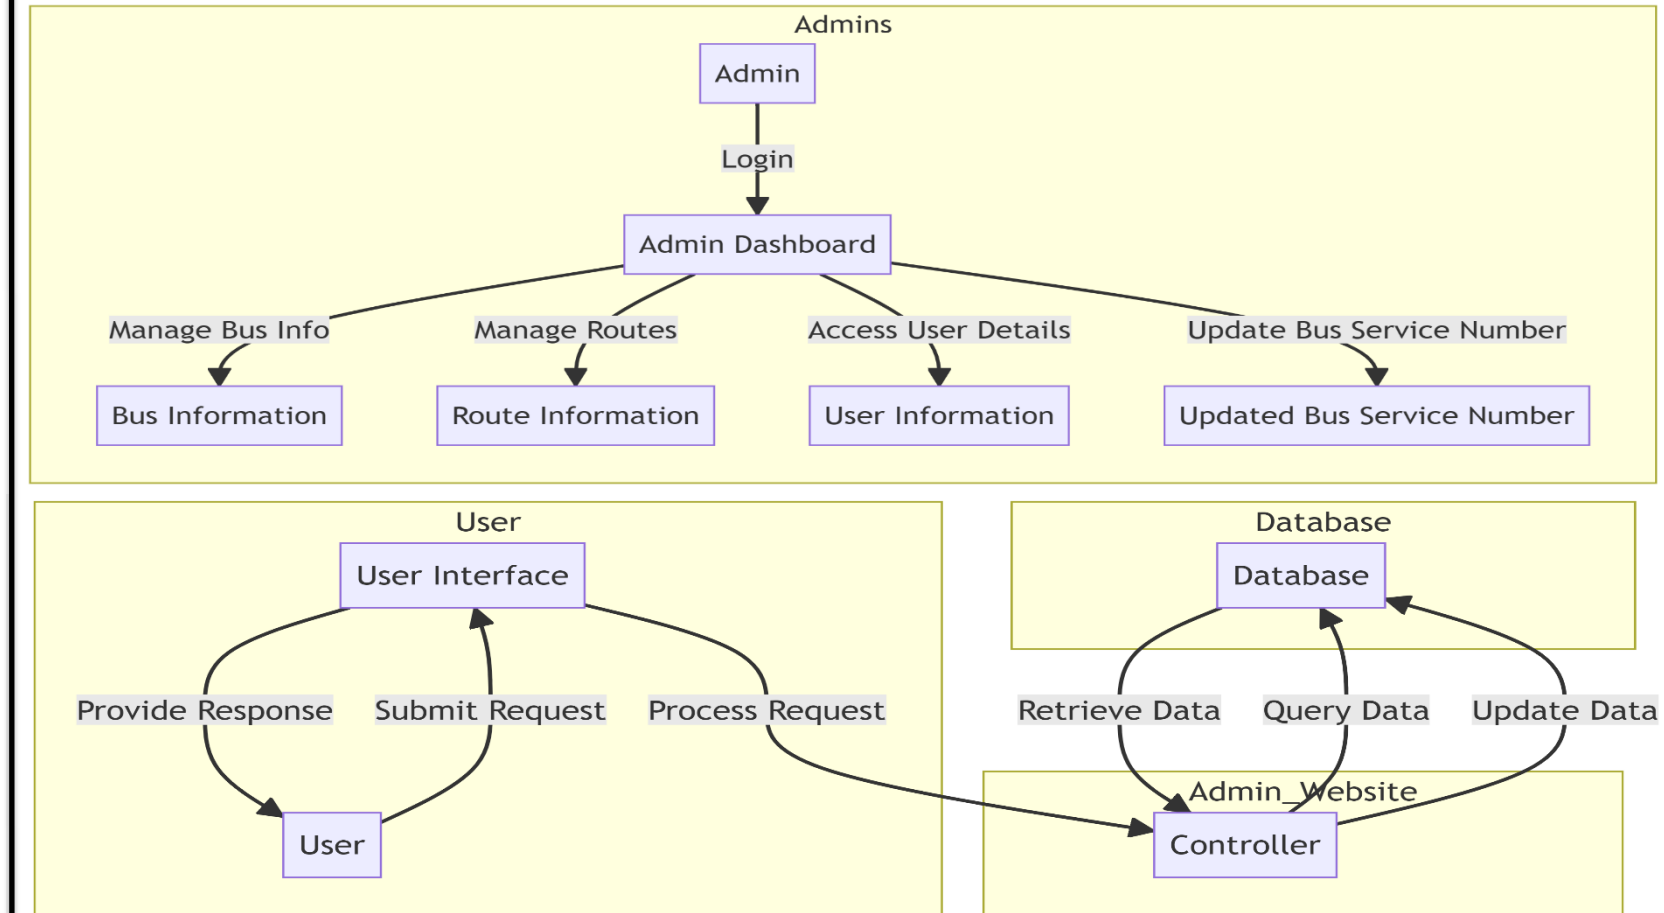 Admins
Admin
Login
Admin Dashboard
Manage Bus Info
Manage Routes
Access User Details
Update Bus Service Number
Bus Information
Route Information
User Information
Updated Bus Service Number
User
Database
User Interface
Database
Provide Response
Submit Request
Process Request
Retrieve Data
Query Data
Update Data
Admin_Website
User
Controller